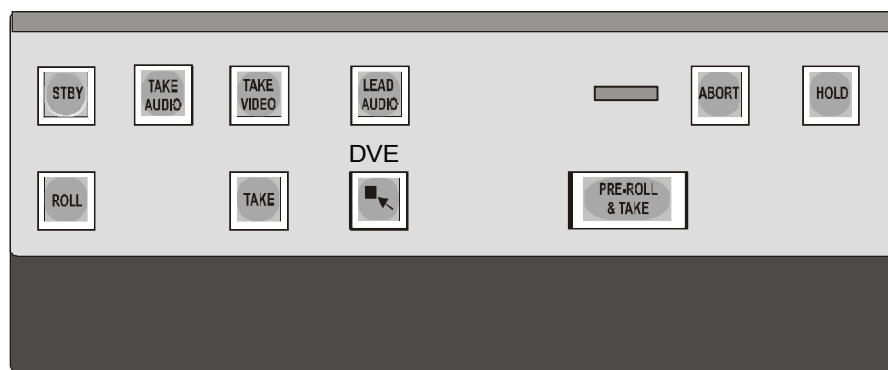 STBY
TAKE
AUDIO
TAKE
VIDEO
LEAD
AUDIO
ABORT
HOLD
DVE
ROLL
TAKE
PRE-ROLL
& TAKE